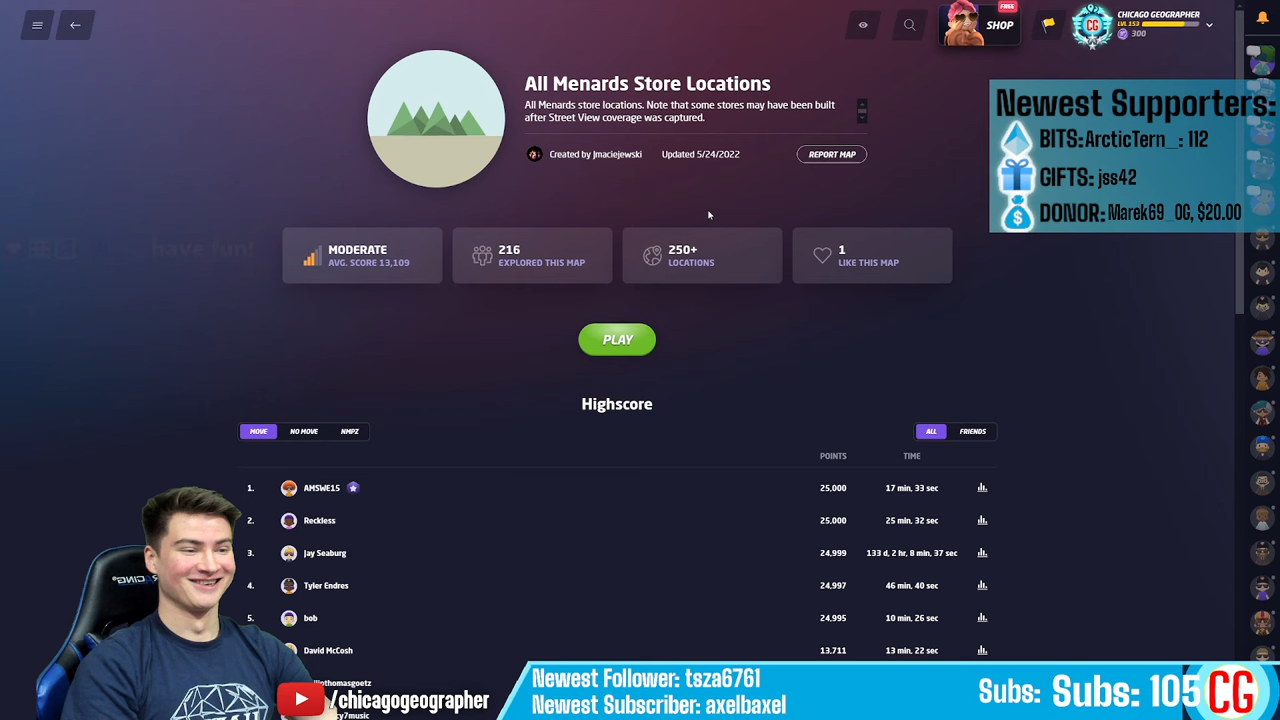 FREE
SHOP
CG
CHICAGO GEOGRAPHER
LVL 153
300
All Menards Store Locations
All Menards store locations. Note that some stores may have been built
after Street View coverage was captured.
Created by Jmaciejewski
Updated 5/24/2022
REPORT MAP
Newest Supporters:
BITS: ArcticTern_: 112
GIFTS: jss42
DONOR: Marek69_OG, $20.00
have fun!
MODERATE
AVG. SCORE 13,109
216
EXPLORED THIS MAP
250+
LOCATIONS
1
LIKE THIS MAP
PLAY
Highscore
MOVE NO MOVE NMPZ
ALL FRIENDS
POINTS TIME
1. AMSWE15 25,000 17 min, 33 sec
2. Reckless 25,000 25 min, 32 sec
3. Jay Seaburg 24,999 133 d, 2 hr, 8 min, 37 sec
4. Tyler Endres 24,997 46 min, 40 sec
5. bob 24,995 10 min, 26 sec
David McCosh 13,711 13 min, 22 sec
/chicagogeographer
Newest Follower: tsza6761
Newest Subscriber: axelbaxel
Subs: Subs: 105
CG